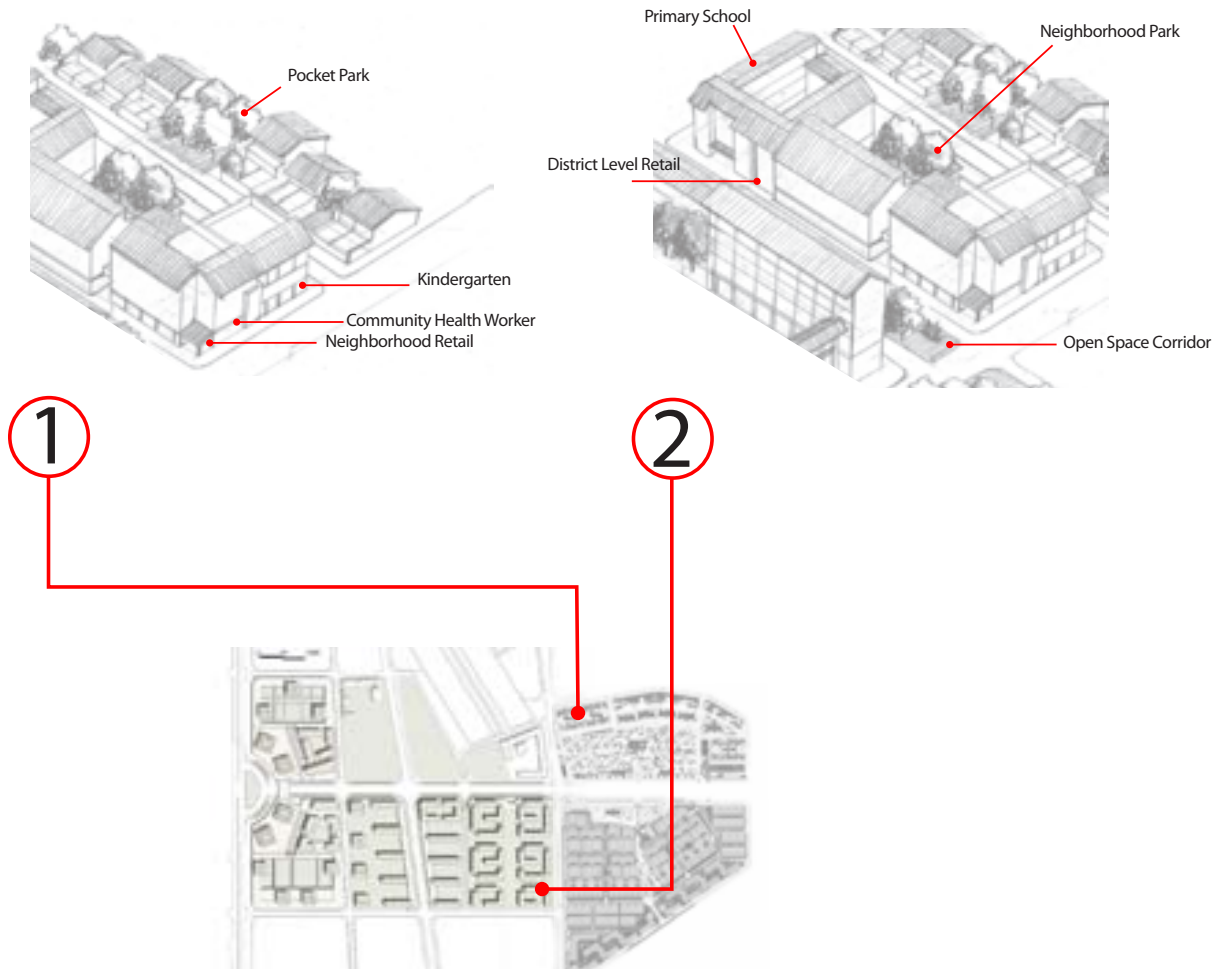 Primary School
Neighborhood Park
Pocket Park
District Level Retail
Kindergarten
Community Health Worker
Neighborhood Retail
Open Space Corridor
1
2